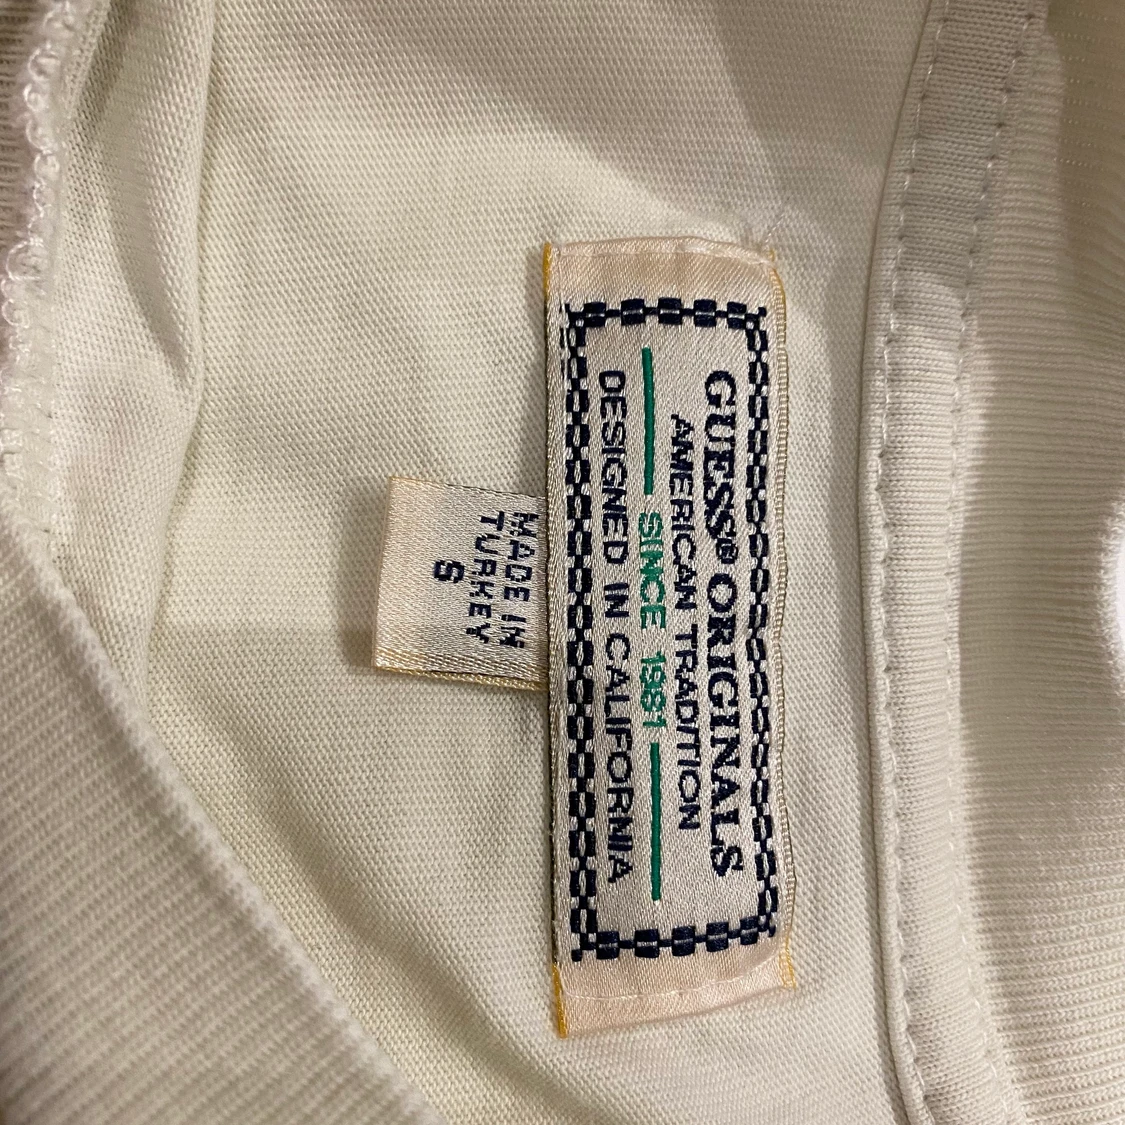 GUESS® ORIGINALS
AMERICAN TRADITION
SINCE 1981
DESIGNED IN CALIFORNIA
MADE IN
TURKEY
S